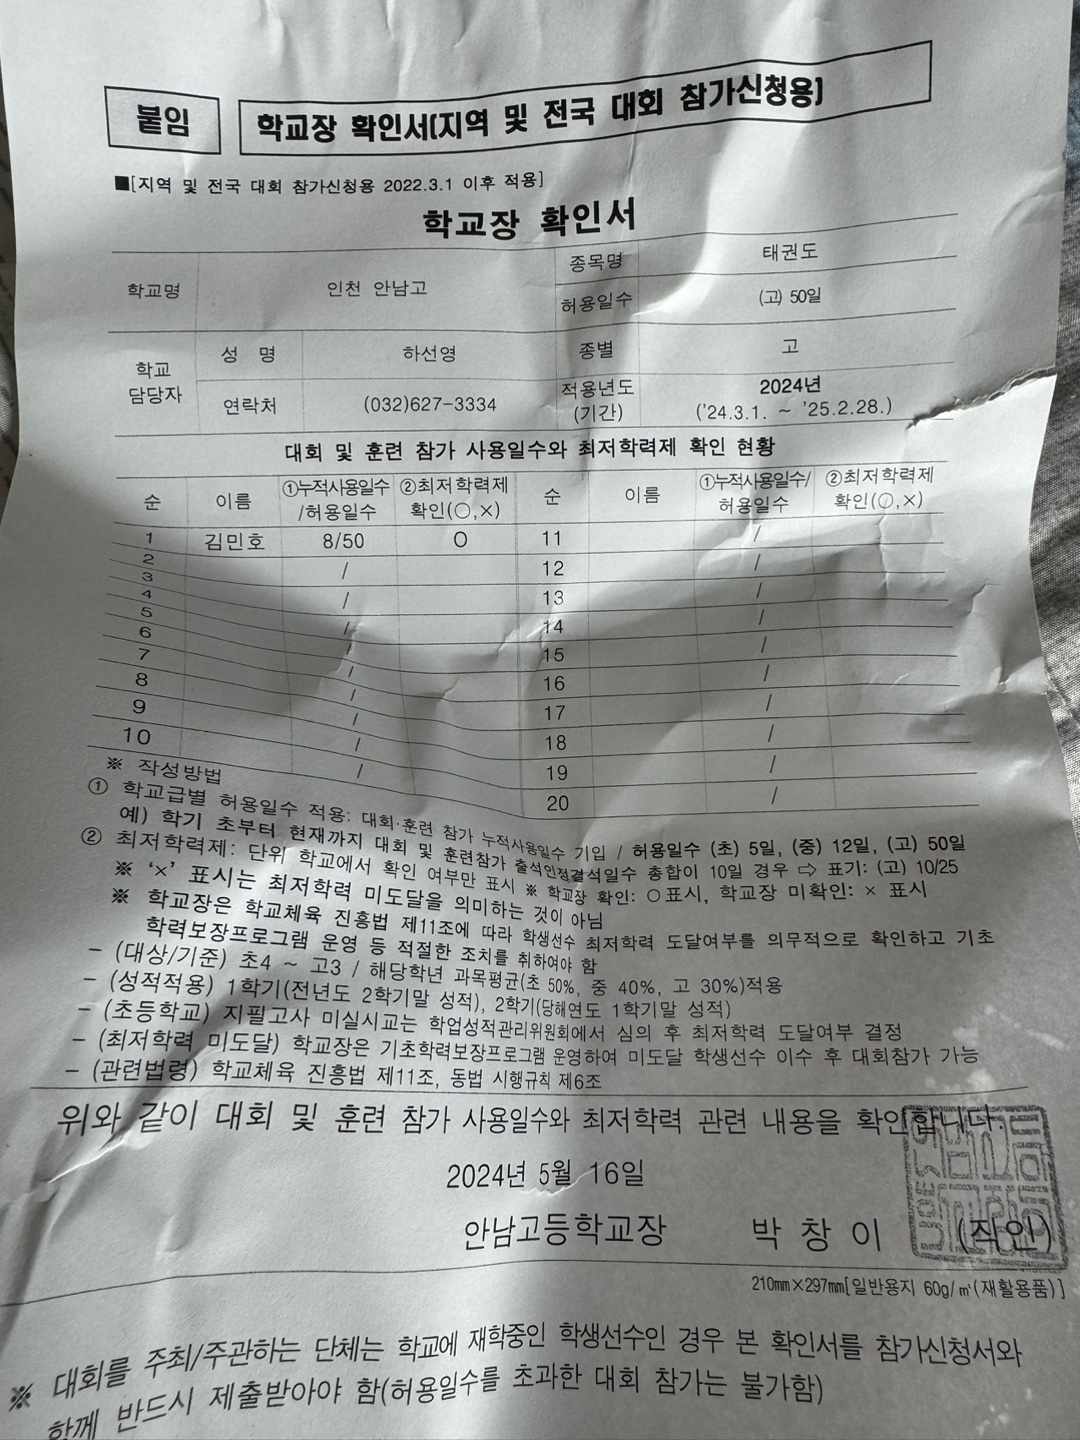 붙임
학교장 확인서(지역 및 전국 대회 참가신청용)
■[지역 및 전국 대회 참가신청용 2022.3.1 이후 적용]
학교장 확인서
학교명 인천 안남고 종목명 태권도
허용일수 (고) 50일
학교 담당자 성 명 하선영 종별 고
연락처 (032)627-3334 적용년도 (기간) 2024년 ('24.3.1. ~ '25.2.28.)
대회 및 훈련 참가 사용일수와 최저학력제 확인 현황
순 이름 ①누적사용일수/허용일수 ②최저학력제 확인(○,×) 순 이름 ①누적사용일수/허용일수 ②최저학력제 확인(○,×)
1 김민호 8/50 O 11 /
2 / 12 /
3 / 13 /
4 / 14 /
5 / 15 /
6 / 16 /
7 / 17 /
8 / 18 /
9 / 19 /
10 / 20 /
※ 작성방법
① 학교급별 허용일수 적용: 대회·훈련 참가 누적사용일수 기입 / 허용일수 (초) 5일, (중) 12일, (고) 50일
예) 학기 초부터 현재까지 대회 및 훈련참가 출석인정결석일수 총합이 10일 경우 ⇨ 표기: (고) 10/25
② 최저학력제: 단위 학교에서 확인 여부만 표시 ※ 학교장 확인: ○표시, 학교장 미확인: × 표시
※ '×' 표시는 최저학력 미도달을 의미하는 것이 아님
※ 학교장은 학교체육 진흥법 제11조에 따라 학생선수 최저학력 도달여부를 의무적으로 확인하고 기초
학력보장프로그램 운영 등 적절한 조치를 취하여야 함
- (대상/기준) 초4 ~ 고3 / 해당학년 과목평균(초 50%, 중 40%, 고 30%)적용
- (성적적용) 1학기(전년도 2학기말 성적), 2학기(당해연도 1학기말 성적)
- (초등학교) 지필고사 미실시교는 학업성적관리위원회에서 심의 후 최저학력 도달여부 결정
- (최저학력 미도달) 학교장은 기초학력보장프로그램 운영하여 미도달 학생선수 이수 후 대회참가 가능
- (관련법령) 학교체육 진흥법 제11조, 동법 시행규칙 제6조
위와 같이 대회 및 훈련 참가 사용일수와 최저학력 관련 내용을 확인합니다.
2024년 5월 16일
안남고등학교장 박 창 이 (직인)
210㎜×297㎜[일반용지 60g/㎡(재활용품)]
※ 대회를 주최/주관하는 단체는 학교에 재학중인 학생선수인 경우 본 확인서를 참가신청서와
함께 반드시 제출받아야 함(허용일수를 초과한 대회 참가는 불가함)